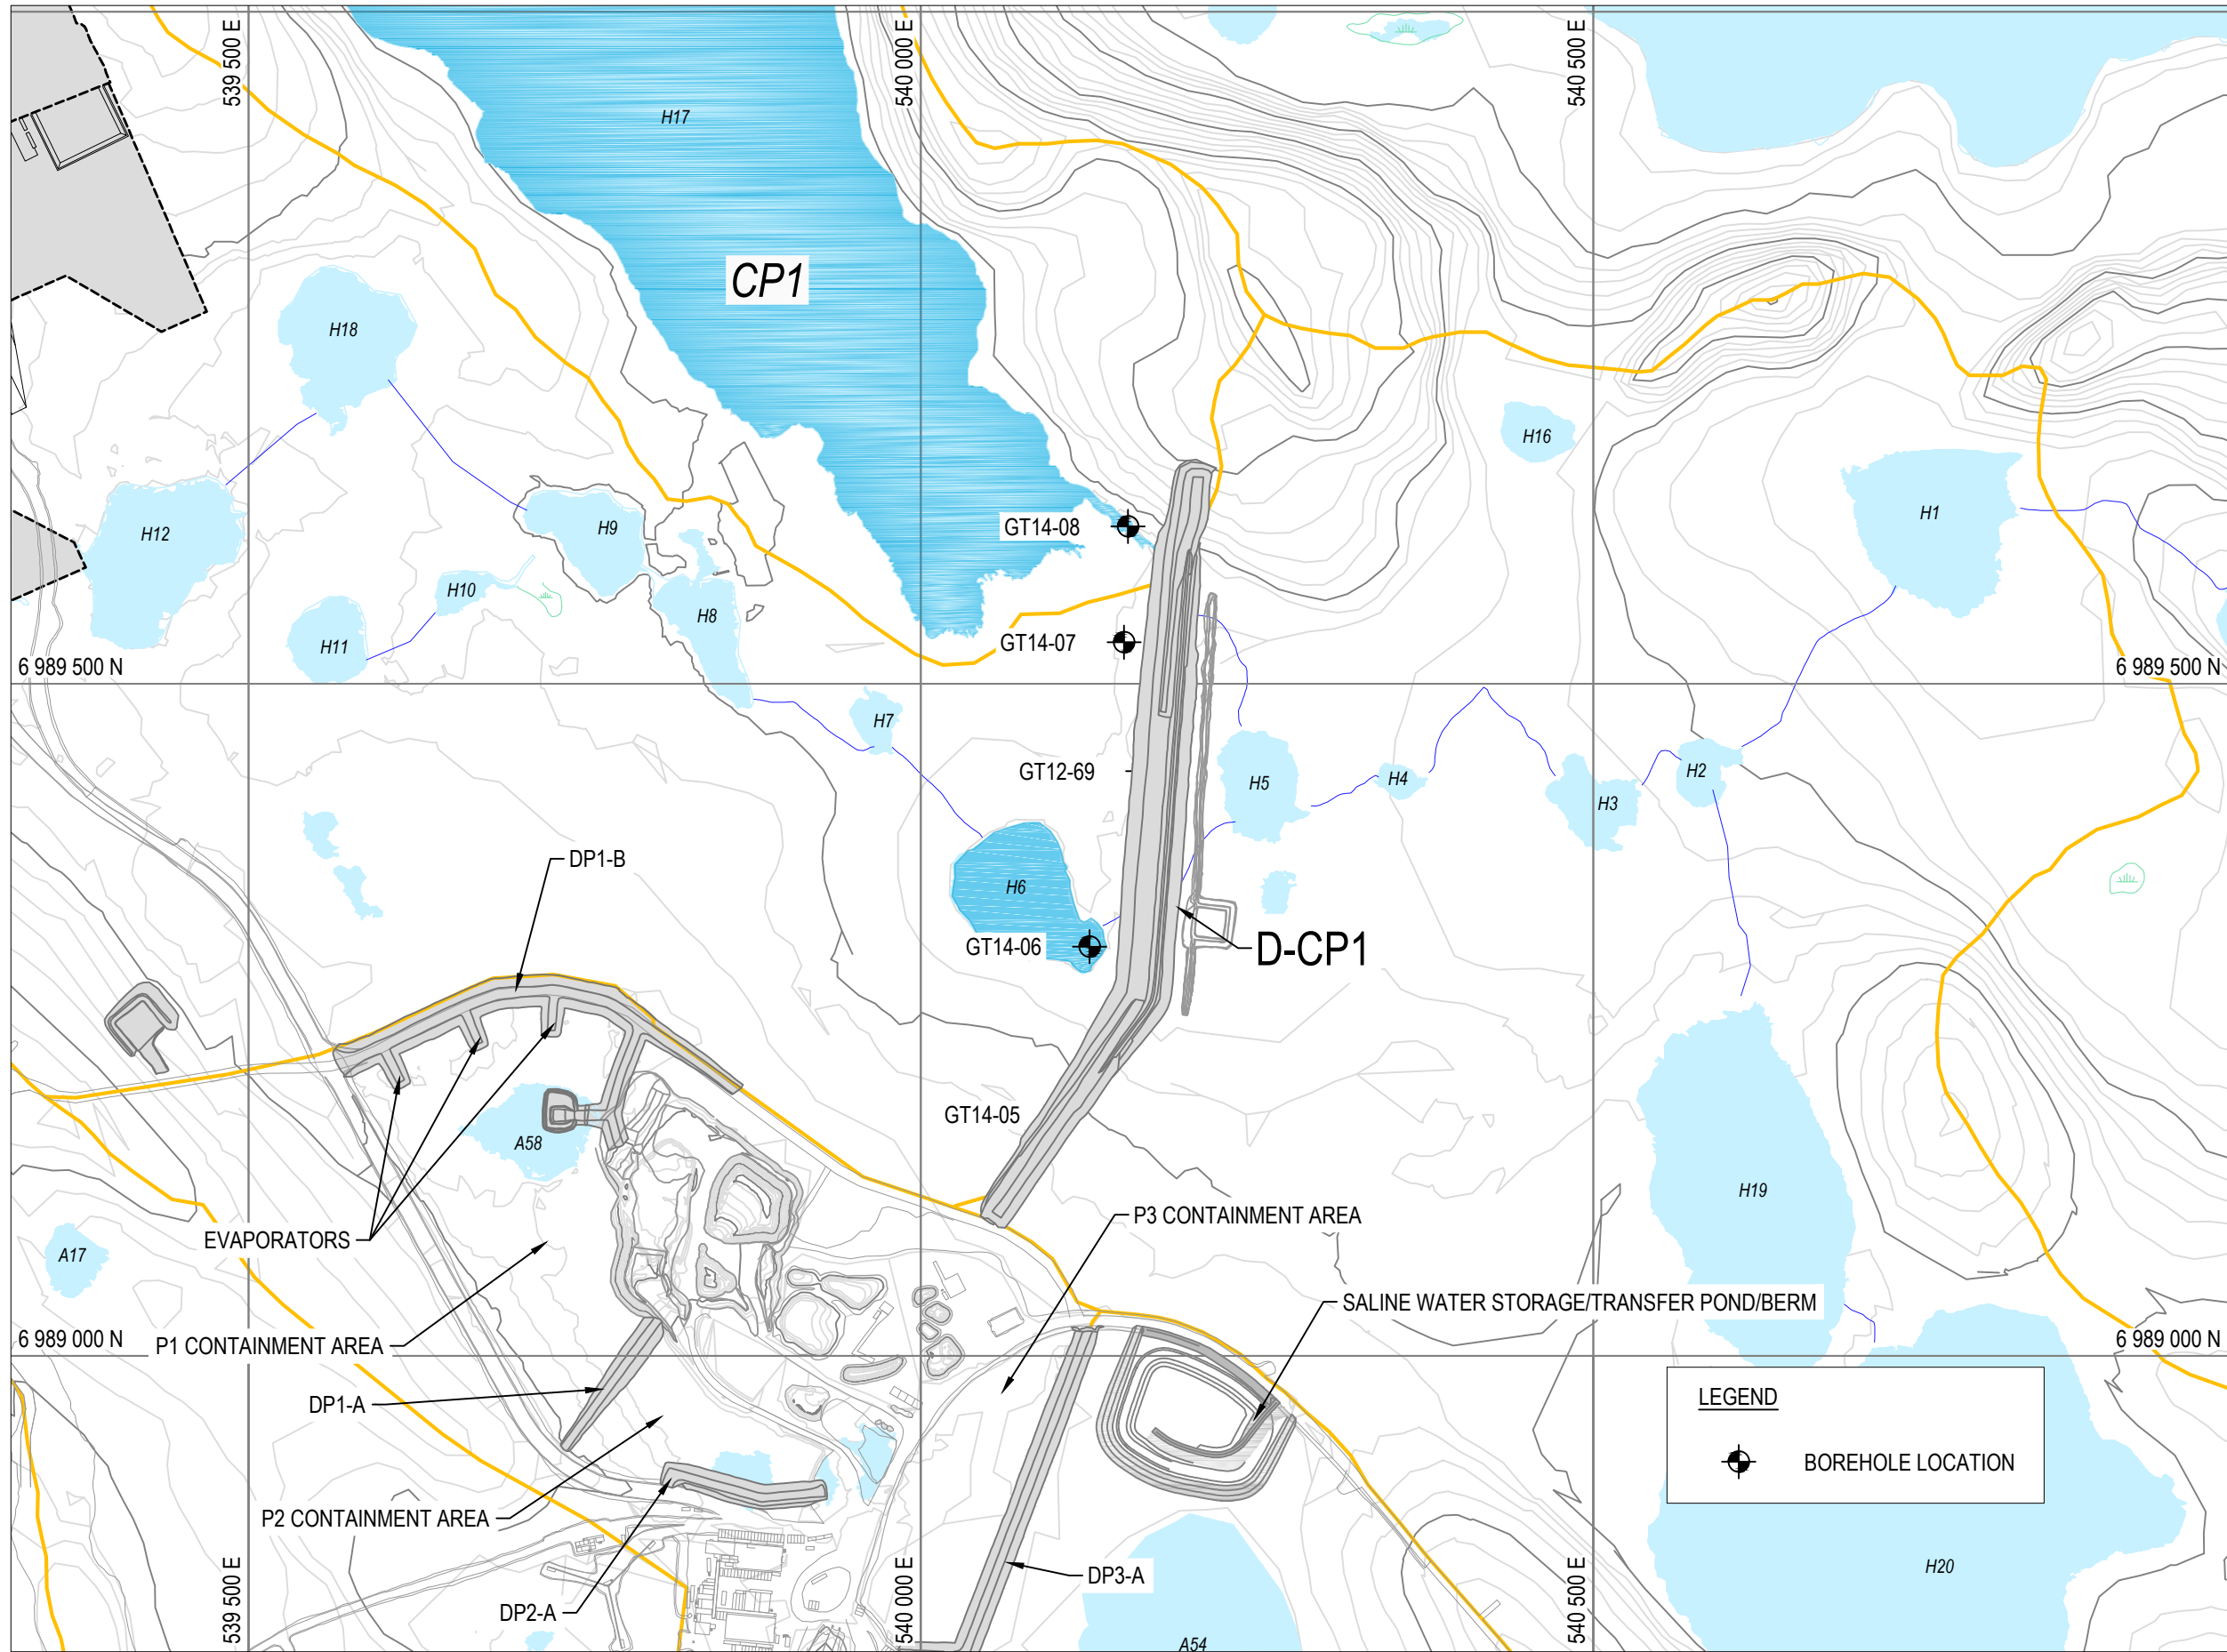 539 500 E
540 000 E
540 500 E
H17
CP1
H18
H16
H12
H9
GT14-08
H1
H10
H8
H11
GT14-07
6 989 500 N
6 989 500 N
H7
GT12-69
H5
H4
H2
H3
DP1-B
H6
GT14-06
D-CP1
GT14-05
A58
H19
P3 CONTAINMENT AREA
EVAPORATORS
A17
SALINE WATER STORAGE/TRANSFER POND/BERM
6 989 000 N
P1 CONTAINMENT AREA
6 989 000 N
DP1-A
LEGEND
BOREHOLE LOCATION
P2 CONTAINMENT AREA
H20
DP3-A
DP2-A
539 500 E
540 000 E
540 500 E
A54